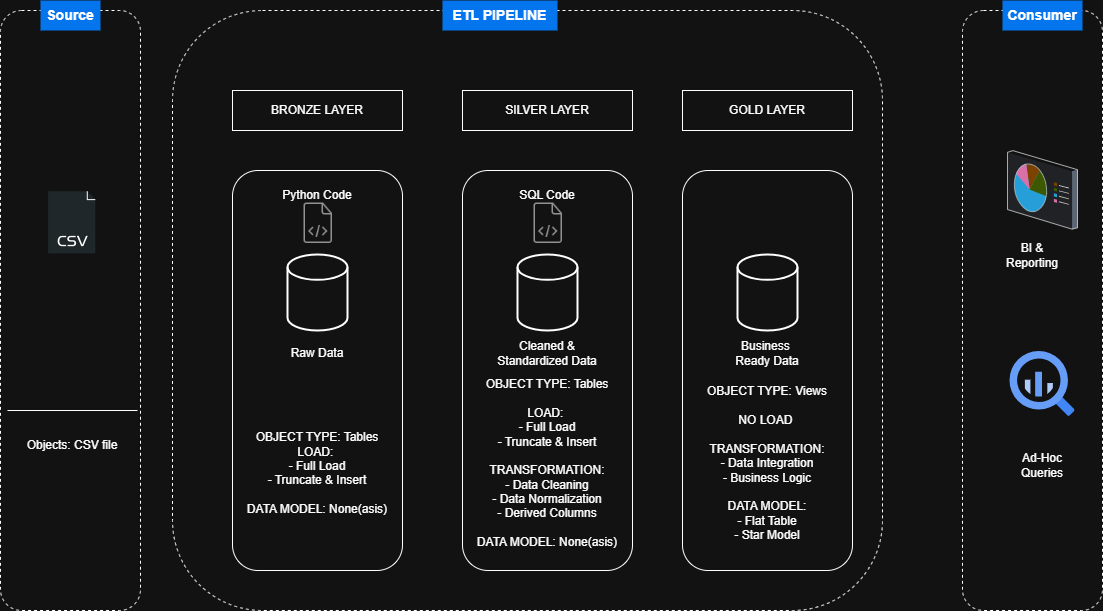 Source
ETL PIPELINE
Consumer
CSV
Objects: CSV file
BRONZE LAYER
Python Code
</>
Raw Data
OBJECT TYPE: Tables
LOAD:
- Full Load
- Truncate & Insert
DATA MODEL: None(asis)
SILVER LAYER
SQL Code
</>
Cleaned &
Standardized Data
OBJECT TYPE: Tables
LOAD:
- Full Load
- Truncate & Insert
TRANSFORMATION:
- Data Cleaning
- Data Normalization
- Derived Columns
DATA MODEL: None(asis)
GOLD LAYER
Business
Ready Data
OBJECT TYPE: Views
NO LOAD
TRANSFORMATION:
- Data Integration
- Business Logic
DATA MODEL:
- Flat Table
- Star Model
BI &
Reporting
Ad-Hoc
Queries